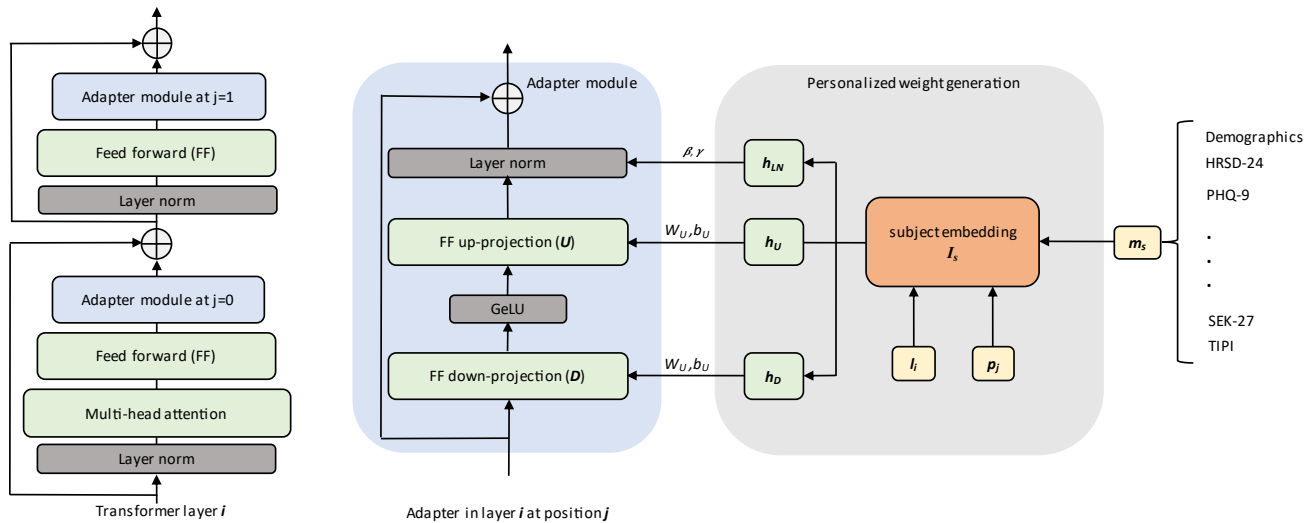 Adapter module at j=1
Feed forward (FF)
Layer norm
Adapter module at j=0
Feed forward (FF)
Multi-head attention
Layer norm
Transformer layer i
Adapter module
Layer norm
FF up-projection (U)
GeLU
FF down-projection (D)
Adapter in layer i at position j
β, γ
W_U, b_U
W_U, b_U
Personalized weight generation
h_LN
h_U
h_D
subject embedding
I_s
l_i
p_j
m_s
Demographics
HRSD-24
PHQ-9
.
.
.
SEK-27
TIPI